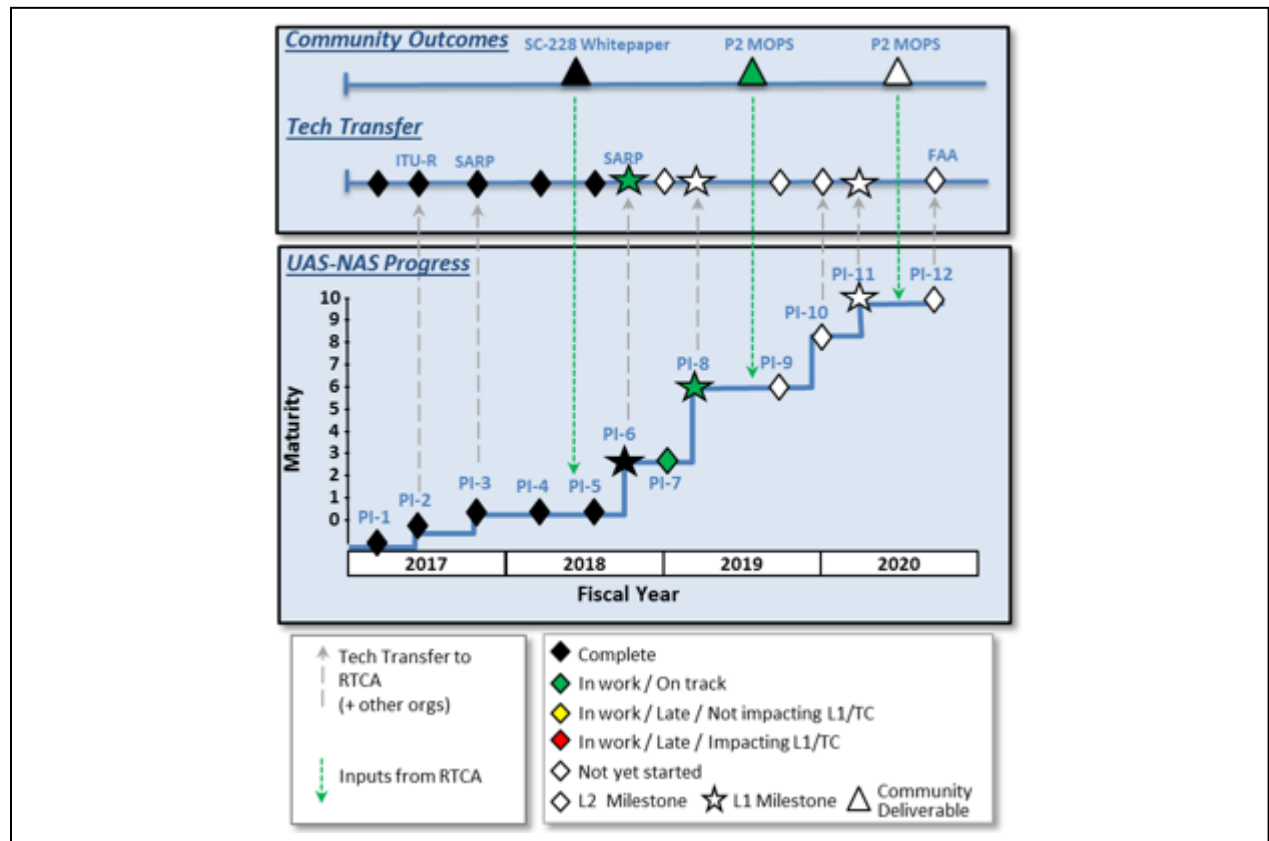 Community Outcomes
SC-228 Whitepaper
P2 MOPS
P2 MOPS
Tech Transfer
ITU-R
SARP
SARP
FAA
UAS-NAS Progress
Maturity
10
9
8
7
6
5
4
3
2
1
0
PI-1
PI-2
PI-3
PI-4
PI-5
PI-6
PI-7
PI-8
PI-9
PI-10
PI-11
PI-12
2017
2018
2019
2020
Fiscal Year
Tech Transfer to
RTCA
(+ other orgs)
Inputs from RTCA
Complete
In work / On track
In work / Late / Not impacting L1/TC
In work / Late / Impacting L1/TC
Not yet started
L2 Milestone
L1 Milestone
Community
Deliverable